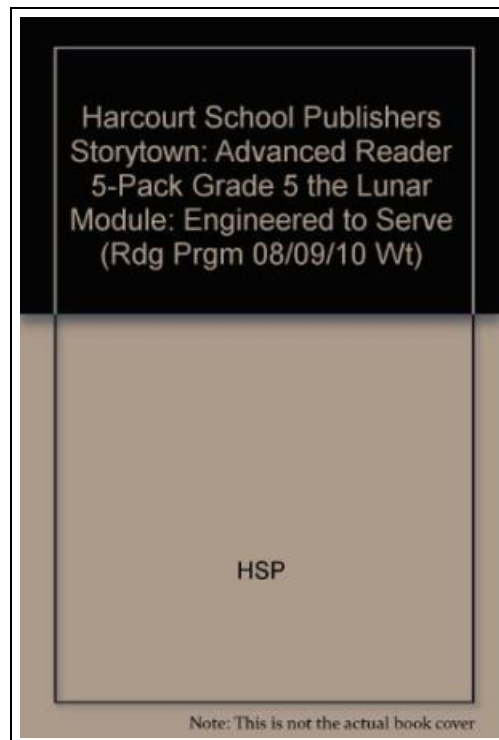 Harcourt School Publishers
Storytown: Advanced Reader
5-Pack Grade 5 the Lunar
Module: Engineered to Serve
(Rdg Prgm 08/09/10 Wt)
HSP
Note: This is not the actual book cover